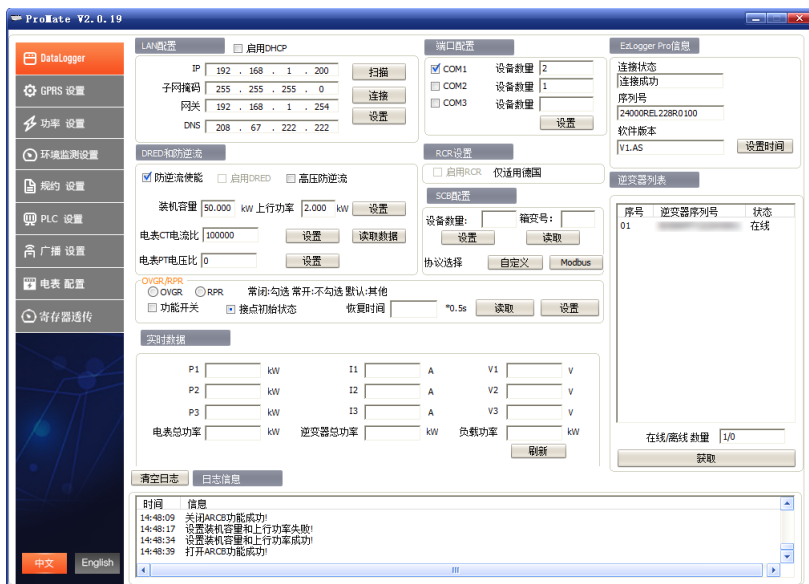 ProMate V2.0.19
DataLogger
GPRS 设置
功率 设置
环境监测设置
规约 设置
PLC 设置
广播 设置
电表 配置
寄存器透传
中文 English
LAN配置 启用DHCP
IP 192 . 168 . 1 . 200 扫描
子网掩码 255 . 255 . 255 . 0 连接
网关 192 . 168 . 1 . 254 设置
DNS 208 . 67 . 222 . 222
端口配置
COM1 设备数量 2
COM2 设备数量 1
COM3 设备数量
设置
EzLogger Pro信息
连接状态
连接成功
序列号
24000REL228R0100
软件版本
V1.AS 设置时间
DRED和防逆流
防逆流使能 启用DRED 高压防逆流
装机容量 50.000 kW 上行功率 2.000 kW 设置
电表CT电流比 100000 设置 读取数据
电表PT电压比 0 设置
RCR设置
启用RCR 仅适用德国
SCB配置
设备数量: 箱变号:
设置 读取
协议选择 自定义 Modbus
OVGR/RPR
OVGR RPR 常闭:勾选 常开:不勾选 默认:其他
功能开关 接点初始状态 恢复时间 *0.5s 读取 设置
实时数据
P1 kW I1 A V1 V
P2 kW I2 A V2 V
P3 kW I3 A V3 V
电表总功率 kW 逆变器总功率 kW 负载功率 kW
刷新
逆变器列表
序号 逆变器序列号 状态
01 在线
在线/离线 数量 1/0
获取
清空日志 日志信息
时间 信息
14:48:09 关闭ARCB功能成功!
14:48:17 设置装机容量和上行功率失败!
14:48:34 设置装机容量和上行功率成功!
14:48:39 打开ARCB功能成功!